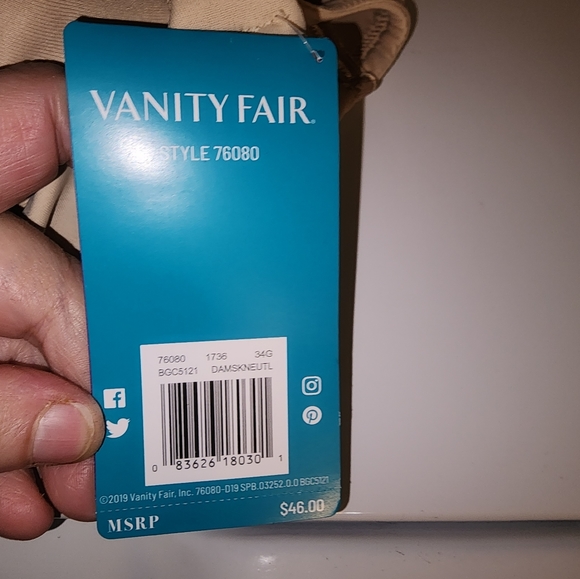 VANITY FAIR®
STYLE 76080
76080 1736 34G
BGC5121 DAMSKNEUTL
0 83626 18030 1
©2019 Vanity Fair, Inc. 76080-D19 SPB.03252.0.0 BGC5121
MSRP $46.00